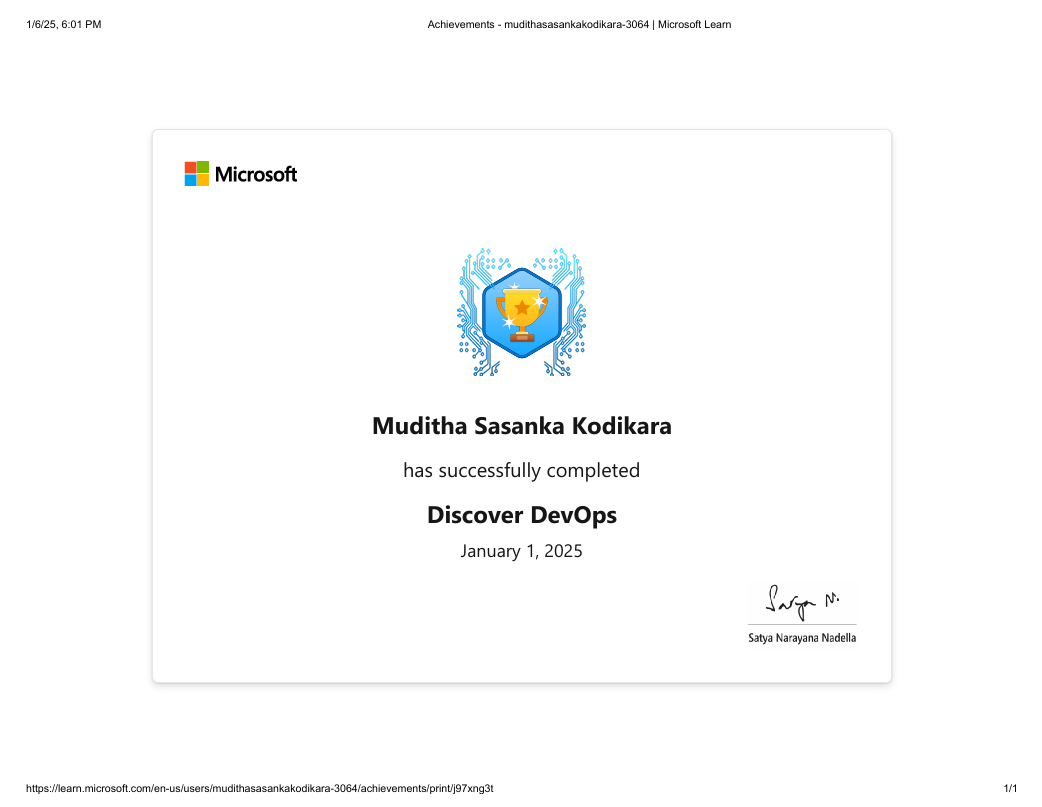 1/6/25, 6:01 PM
Achievements - mudithasasankakodikara-3064 | Microsoft Learn
Microsoft
Muditha Sasanka Kodikara
has successfully completed
Discover DevOps
January 1, 2025
Satya N.
Satya Narayana Nadella
https://learn.microsoft.com/en-us/users/mudithasasankakodikara-3064/achievements/print/j97xng3t
1/1